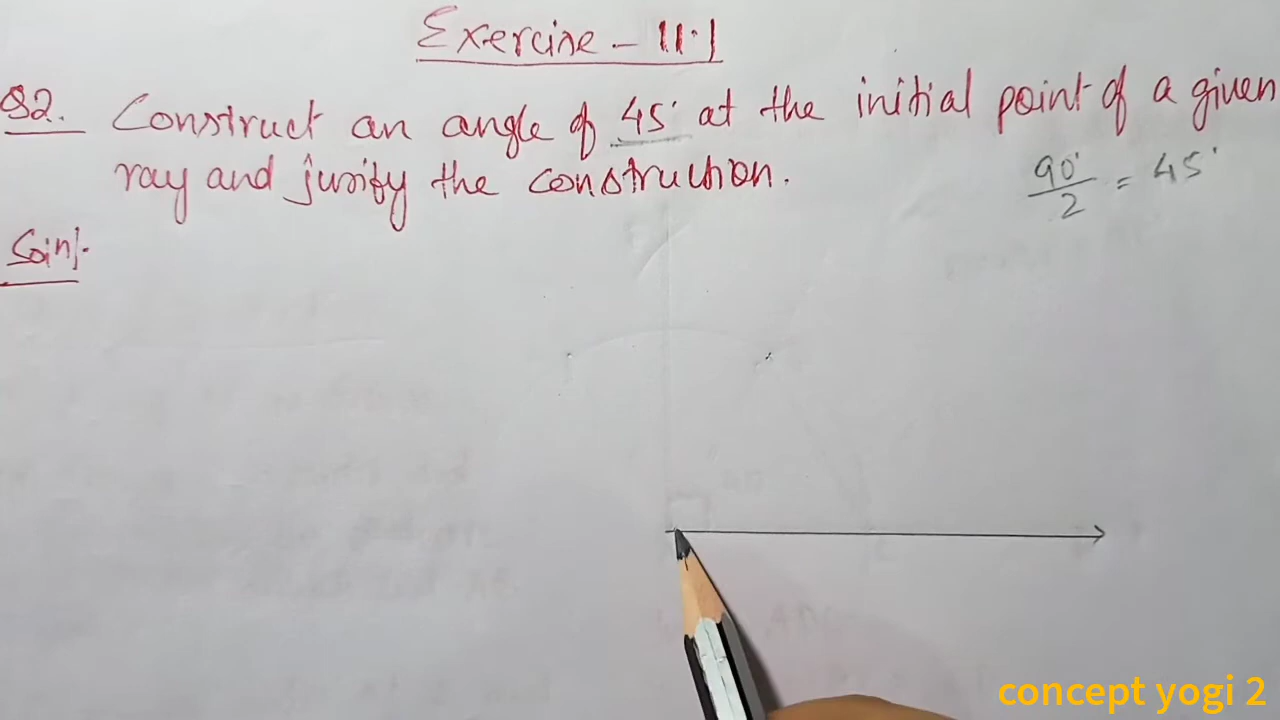 Exercise - 11.1
Q2. Construct an angle of 45° at the initial point of a given
ray and justify the construction.
90°/2 = 45°
Soln:-
concept yogi 2